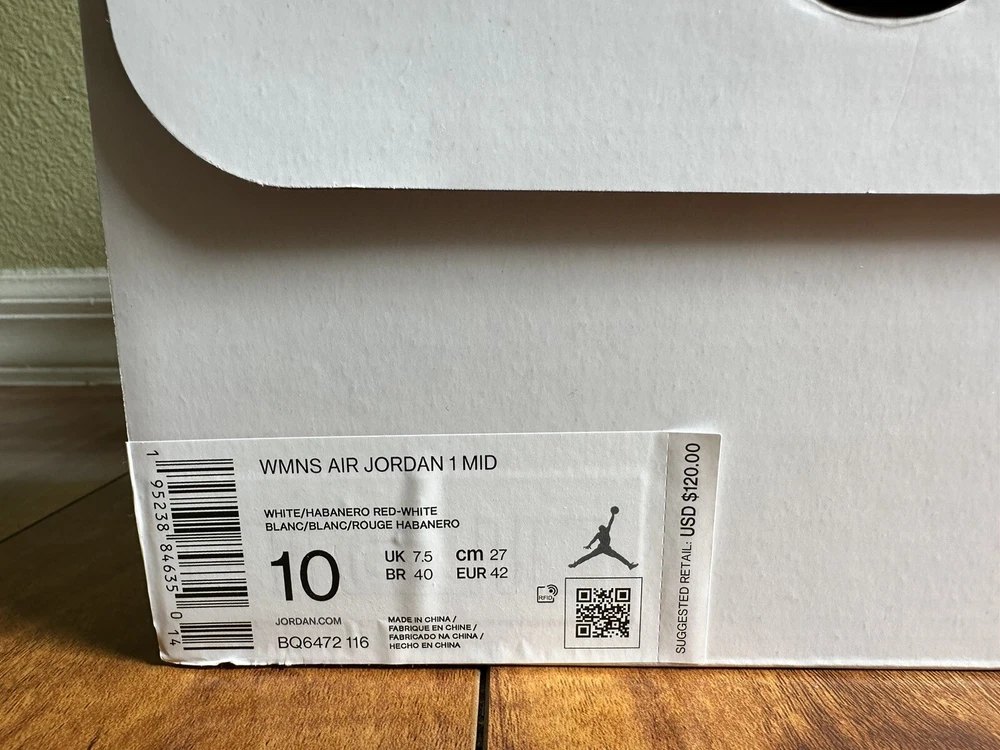 WMNS AIR JORDAN 1 MID
WHITE/HABANERO RED-WHITE
BLANC/BLANC/ROUGE HABANERO
10
UK 7.5 cm 27
BR 40 EUR 42
RFID
JORDAN.COM
BQ6472 116
MADE IN CHINA /
FABRIQUE EN CHINE /
FABRICADO NA CHINA /
HECHO EN CHINA
1 95238 84635 0 14
SUGGESTED RETAIL: USD $120.00